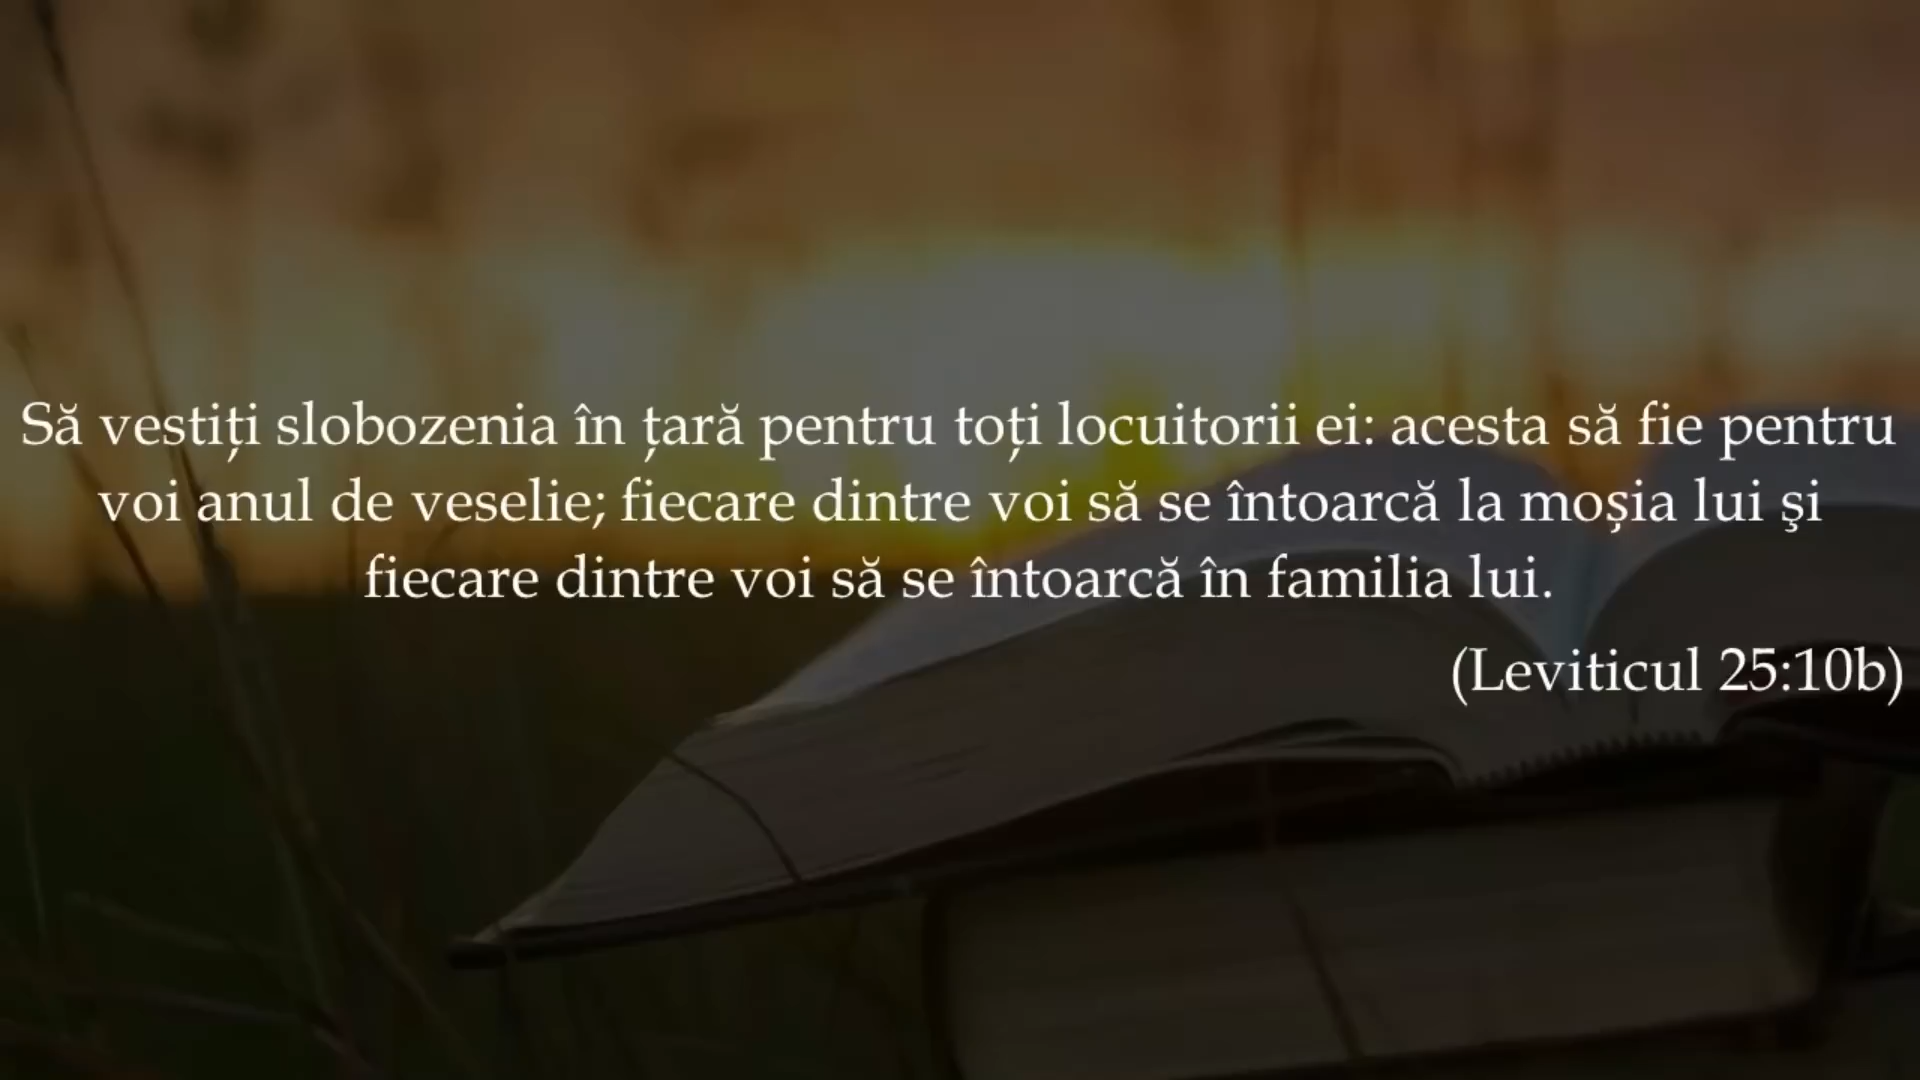 Să vestiți slobozenia în țară pentru toți locuitorii ei: acesta să fie pentru
voi anul de veselie; fiecare dintre voi să se întoarcă la moșia lui şi
fiecare dintre voi să se întoarcă în familia lui.
(Leviticul 25:10b)